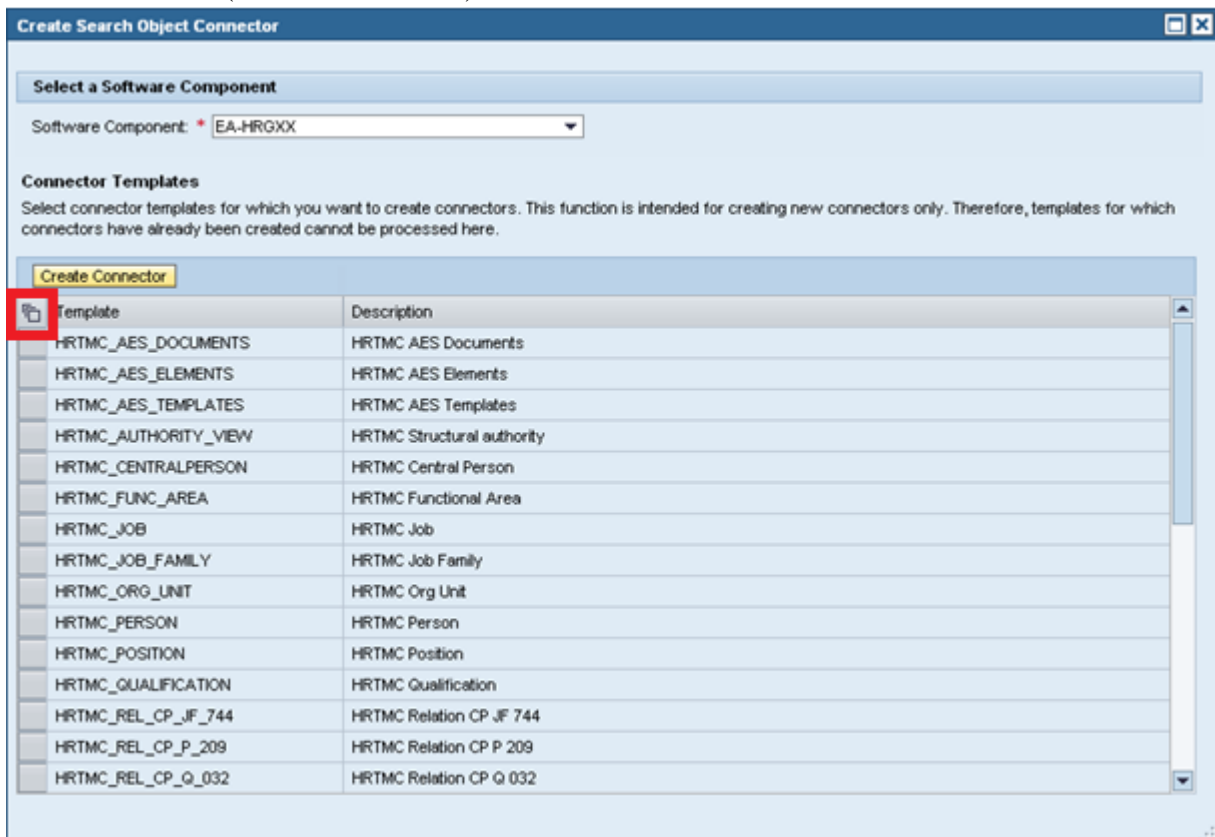 Create Search Object Connector
Select a Software Component
Software Component: * EA-HRGXX
Connector Templates
Select connector templates for which you want to create connectors. This function is intended for creating new connectors only. Therefore, templates for which
connectors have already been created cannot be processed here.
Create Connector
Template Description
HRTMC_AES_DOCUMENTS HRTMC AES Documents
HRTMC_AES_ELEMENTS HRTMC AES Elements
HRTMC_AES_TEMPLATES HRTMC AES Templates
HRTMC_AUTHORITY_VIEW HRTMC Structural authority
HRTMC_CENTRALPERSON HRTMC Central Person
HRTMC_FUNC_AREA HRTMC Functional Area
HRTMC_JOB HRTMC Job
HRTMC_JOB_FAMILY HRTMC Job Family
HRTMC_ORG_UNIT HRTMC Org Unit
HRTMC_PERSON HRTMC Person
HRTMC_POSITION HRTMC Position
HRTMC_QUALIFICATION HRTMC Qualification
HRTMC_REL_CP_JF_744 HRTMC Relation CP JF 744
HRTMC_REL_CP_P_209 HRTMC Relation CP P 209
HRTMC_REL_CP_Q_032 HRTMC Relation CP Q 032